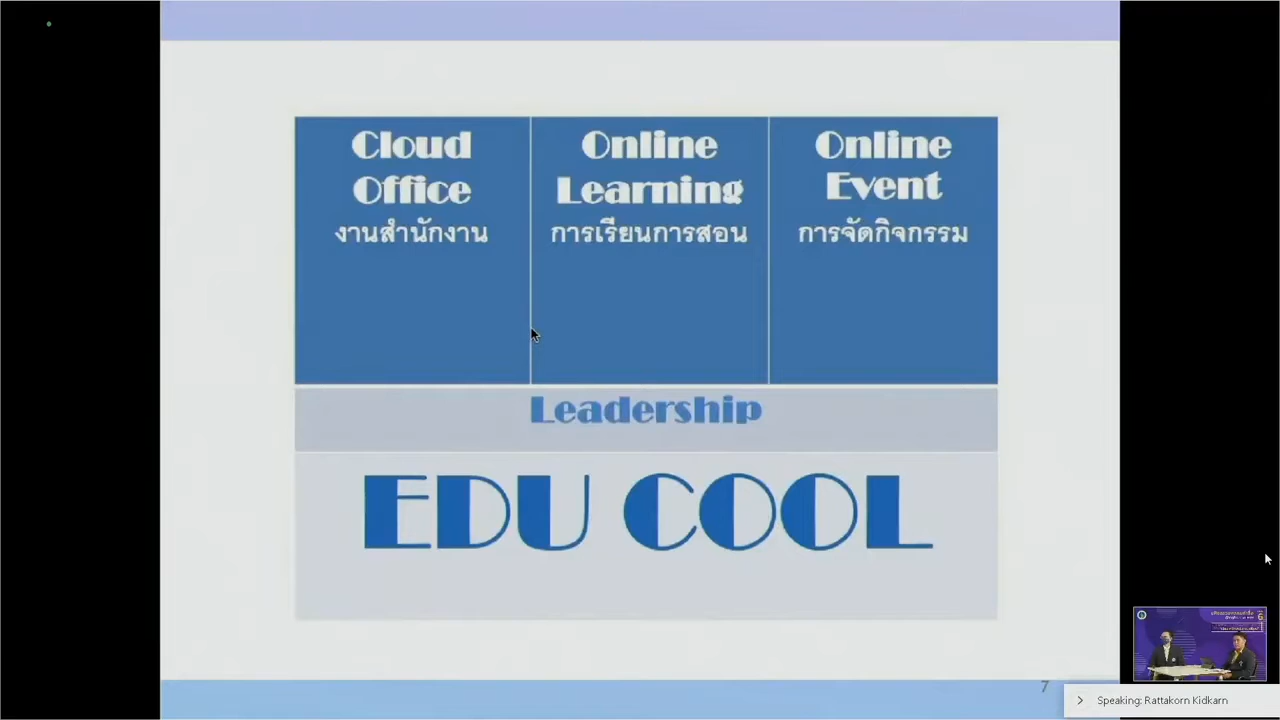 Cloud
Office
งานสำนักงาน
Online
Learning
การเรียนการสอน
Online
Event
การจัดกิจกรรม
Leadership
EDU COOL
7
Speaking: Rattakorn Kidkarn